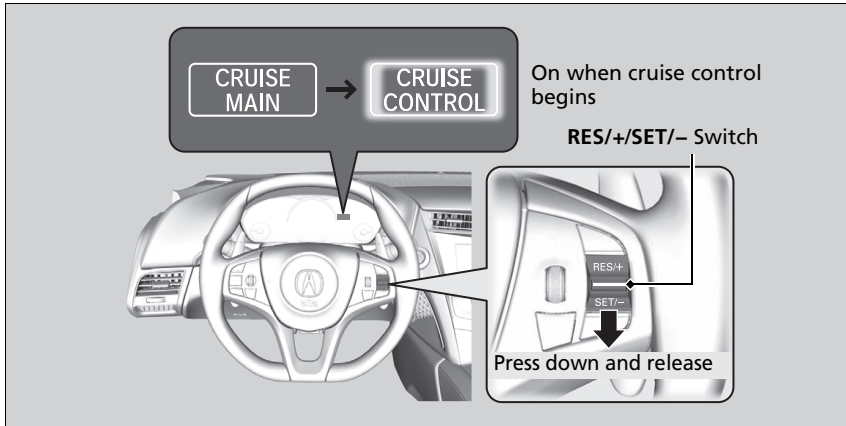 CRUISE
MAIN
CRUISE
CONTROL
On when cruise control
begins
RES/+/SET/− Switch
RES/+
SET/−
Press down and release